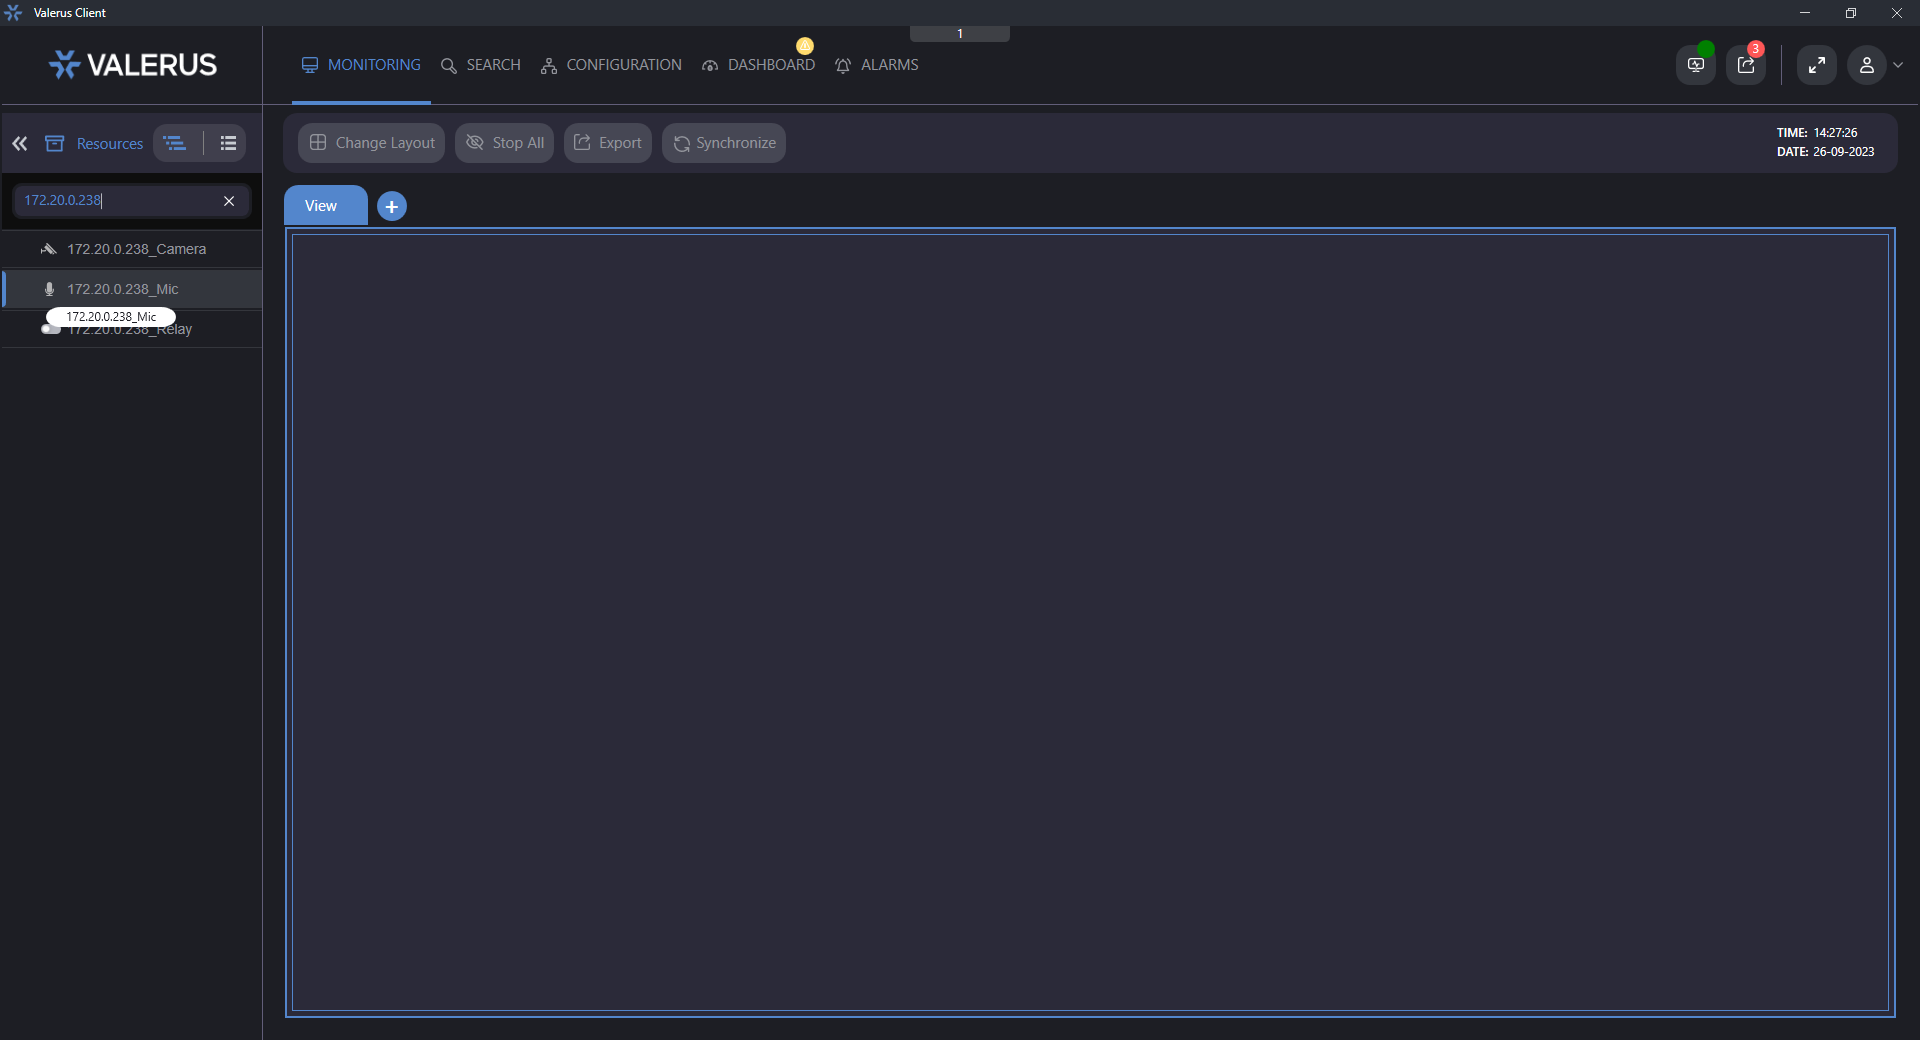 Valerus Client
1
VALERUS
MONITORING
SEARCH
CONFIGURATION
DASHBOARD
ALARMS
3
Resources
Change Layout
Stop All
Export
Synchronize
TIME: 14:27:26
DATE: 26-09-2023
172.20.0.238
View
172.20.0.238_Camera
172.20.0.238_Mic
172.20.0.238_Mic
172.20.0.238_Relay